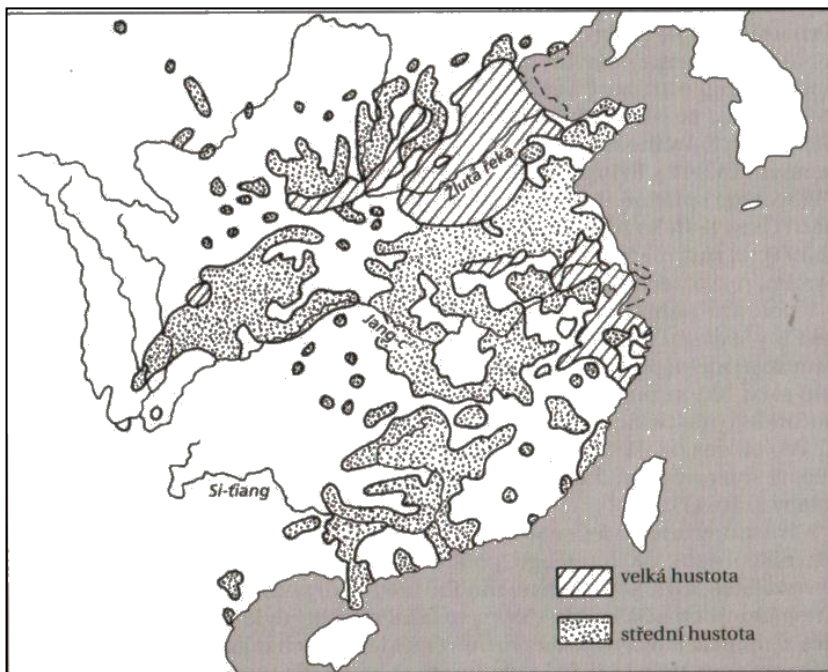 Žlutá řeka
Jang-c'
Si-ťiang
velká hustota
střední hustota